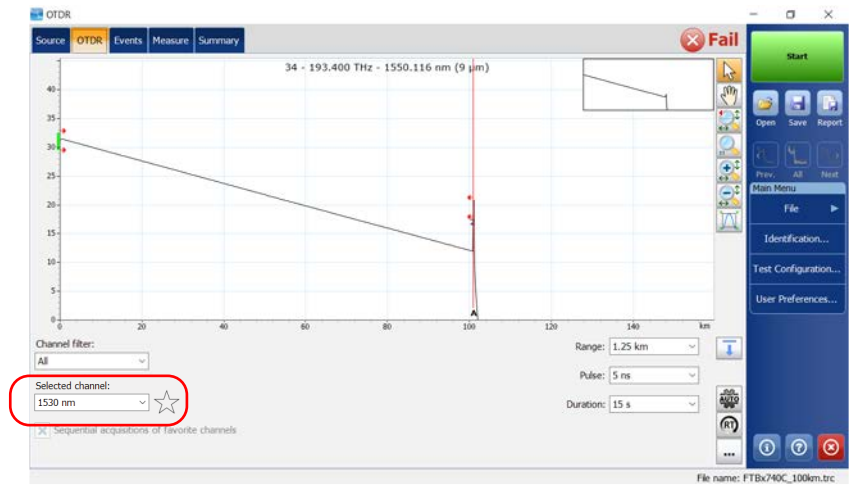 OTDR
Source OTDR Events Measure Summary
Fail
34 - 193.400 THz - 1550.116 nm (9 µm)
40
35
30
25
20
15
10
5
0
A
0 20 40 60 80 100 120 140 km
Channel filter:
All
Selected channel:
1530 nm
Sequential acquisitions of favorite channels
Range: 1.25 km
Pulse: 5 ns
Duration: 15 s
AUTO
RT
Start
Open Save Report
Prev. All Next
Main Menu
File
Identification...
Test Configuration...
User Preferences...
File name: FTBx740C_100km.trc